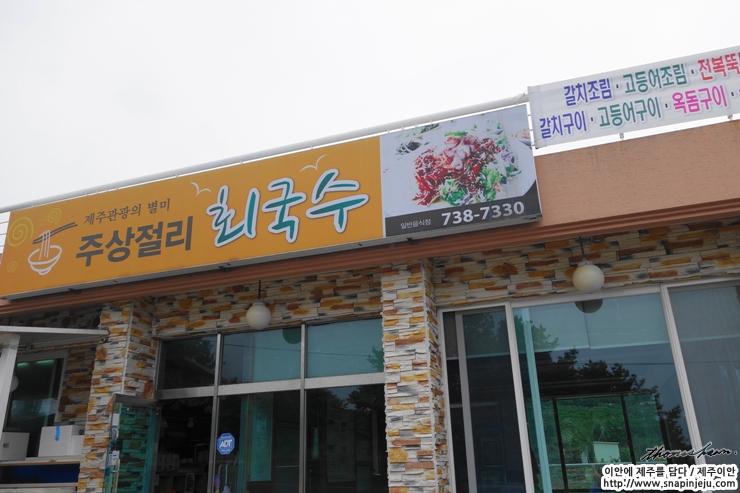 제주관광의 별미
주상절리 회국수
일반음식점 738-7330
갈치조림 · 고등어조림 · 전복뚝
갈치구이 · 고등어구이 · 옥돔구이 ·
ADT
이안에 제주를 담다 / 제주이안
http://www.snapinjeju.com